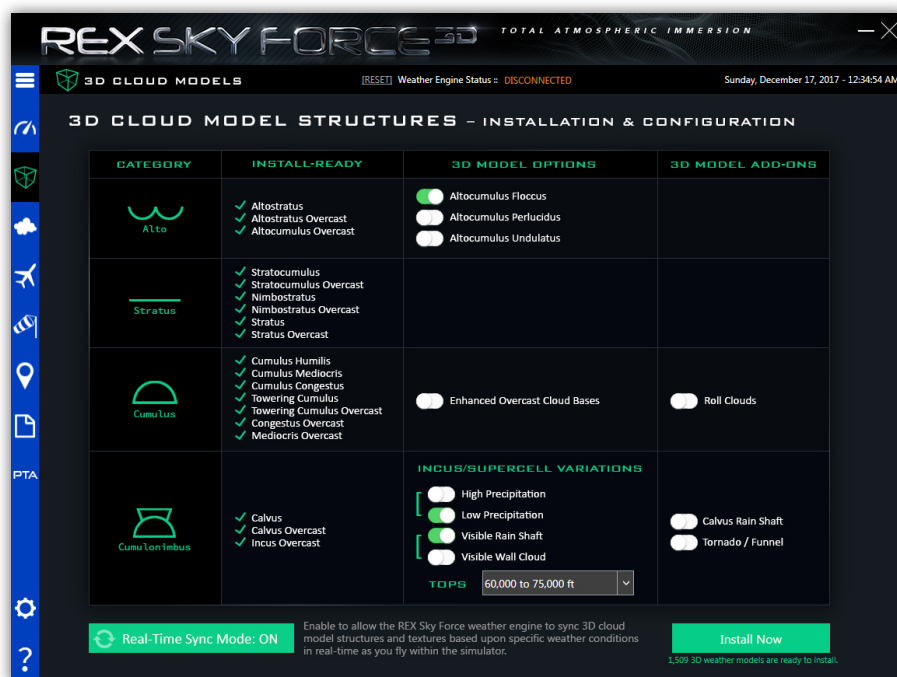 REX SKY FORCE 3D TOTAL ATMOSPHERIC IMMERSION
3D CLOUD MODELS [RESET] Weather Engine Status :: DISCONNECTED Sunday, December 17, 2017 - 12:34:54 AM
3D CLOUD MODEL STRUCTURES – INSTALLATION & CONFIGURATION
CATEGORY INSTALL-READY 3D MODEL OPTIONS 3D MODEL ADD-ONS
Alto
Altostratus
Altostratus Overcast
Altocumulus Overcast
Altocumulus Floccus
Altocumulus Perlucidus
Altocumulus Undulatus
Stratus
Stratocumulus
Stratocumulus Overcast
Nimbostratus
Nimbostratus Overcast
Stratus
Stratus Overcast
Cumulus
Cumulus Humilis
Cumulus Mediocris
Cumulus Congestus
Towering Cumulus
Towering Cumulus Overcast
Congestus Overcast
Mediocris Overcast
Enhanced Overcast Cloud Bases
Roll Clouds
Cumulonimbus
Calvus
Calvus Overcast
Incus Overcast
INCUS/SUPERCELL VARIATIONS
High Precipitation
Low Precipitation
Visible Rain Shaft
Visible Wall Cloud
TOPS 60,000 to 75,000 ft
Calvus Rain Shaft
Tornado / Funnel
PTA
?
Real-Time Sync Mode: ON
Enable to allow the REX Sky Force weather engine to sync 3D cloud
model structures and textures based upon specific weather conditions
in real-time as you fly within the simulator.
Install Now
1,509 3D weather models are ready to install.